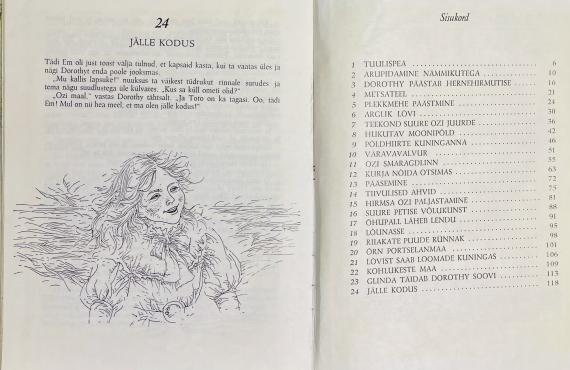 24
JÄLLE KODUS
Tädi Em oli just toast välja tulnud, et kapsaid kasta, kui ta vaatas üles ja
nägi Dorothyt enda poole jooksmas.
„Mu kallis lapsuke!” nuuksus ta väikest tüdrukut rinnale surudes ja
tema nägu suudlustega üle külvares. „Kus sa küll ometi olid?”
„Ozi maal,” vastas Dorothy tähtsalt. „Ja Toto on ka tagasi. Oo, tädi
Em! Mul on nii hea meel, et ma olen jälle kodus!”
Sisukord
1 TUULISPEA 6
2 ARUPIDAMINE NÄMMIKUTEGA 10
3 DOROTHY PÄÄSTAB HERNEHIRMUTISE 16
4 METSATEEL 21
5 PLEKKMEHE PÄÄSTMINE 24
6 ARGLIK LÕVI 30
7 TEEKOND SUURE OZI JUURDE 36
8 HUKUTAV MOONIPÕLD 42
9 PÕLDHIIRTE KUNINGANNA 46
10 VÄRAVAVALVUR 51
11 OZI SMARAGDLINN 55
12 KURJA NÕIDA OTSIMAS 63
13 PÄÄSEMINE 72
14 TIIVULISED AHVID 75
15 HIRMSA OZI PALJASTAMINE 81
16 SUURE PETISE VÕLUKUNST 88
17 ÕHUPALL LÄHEB LENDU 91
18 LÕUNASSE 95
19 RIIAKATE PUUDE RÜNNAK 98
20 ÕRN PORTSELANMAA 101
21 LÕVIST SAAB LOOMADE KUNINGAS 106
22 KOHLUKESTE MAA 109
23 GLINDA TÄIDAB DOROTHY SOOVI 113
24 JÄLLE KODUS 118